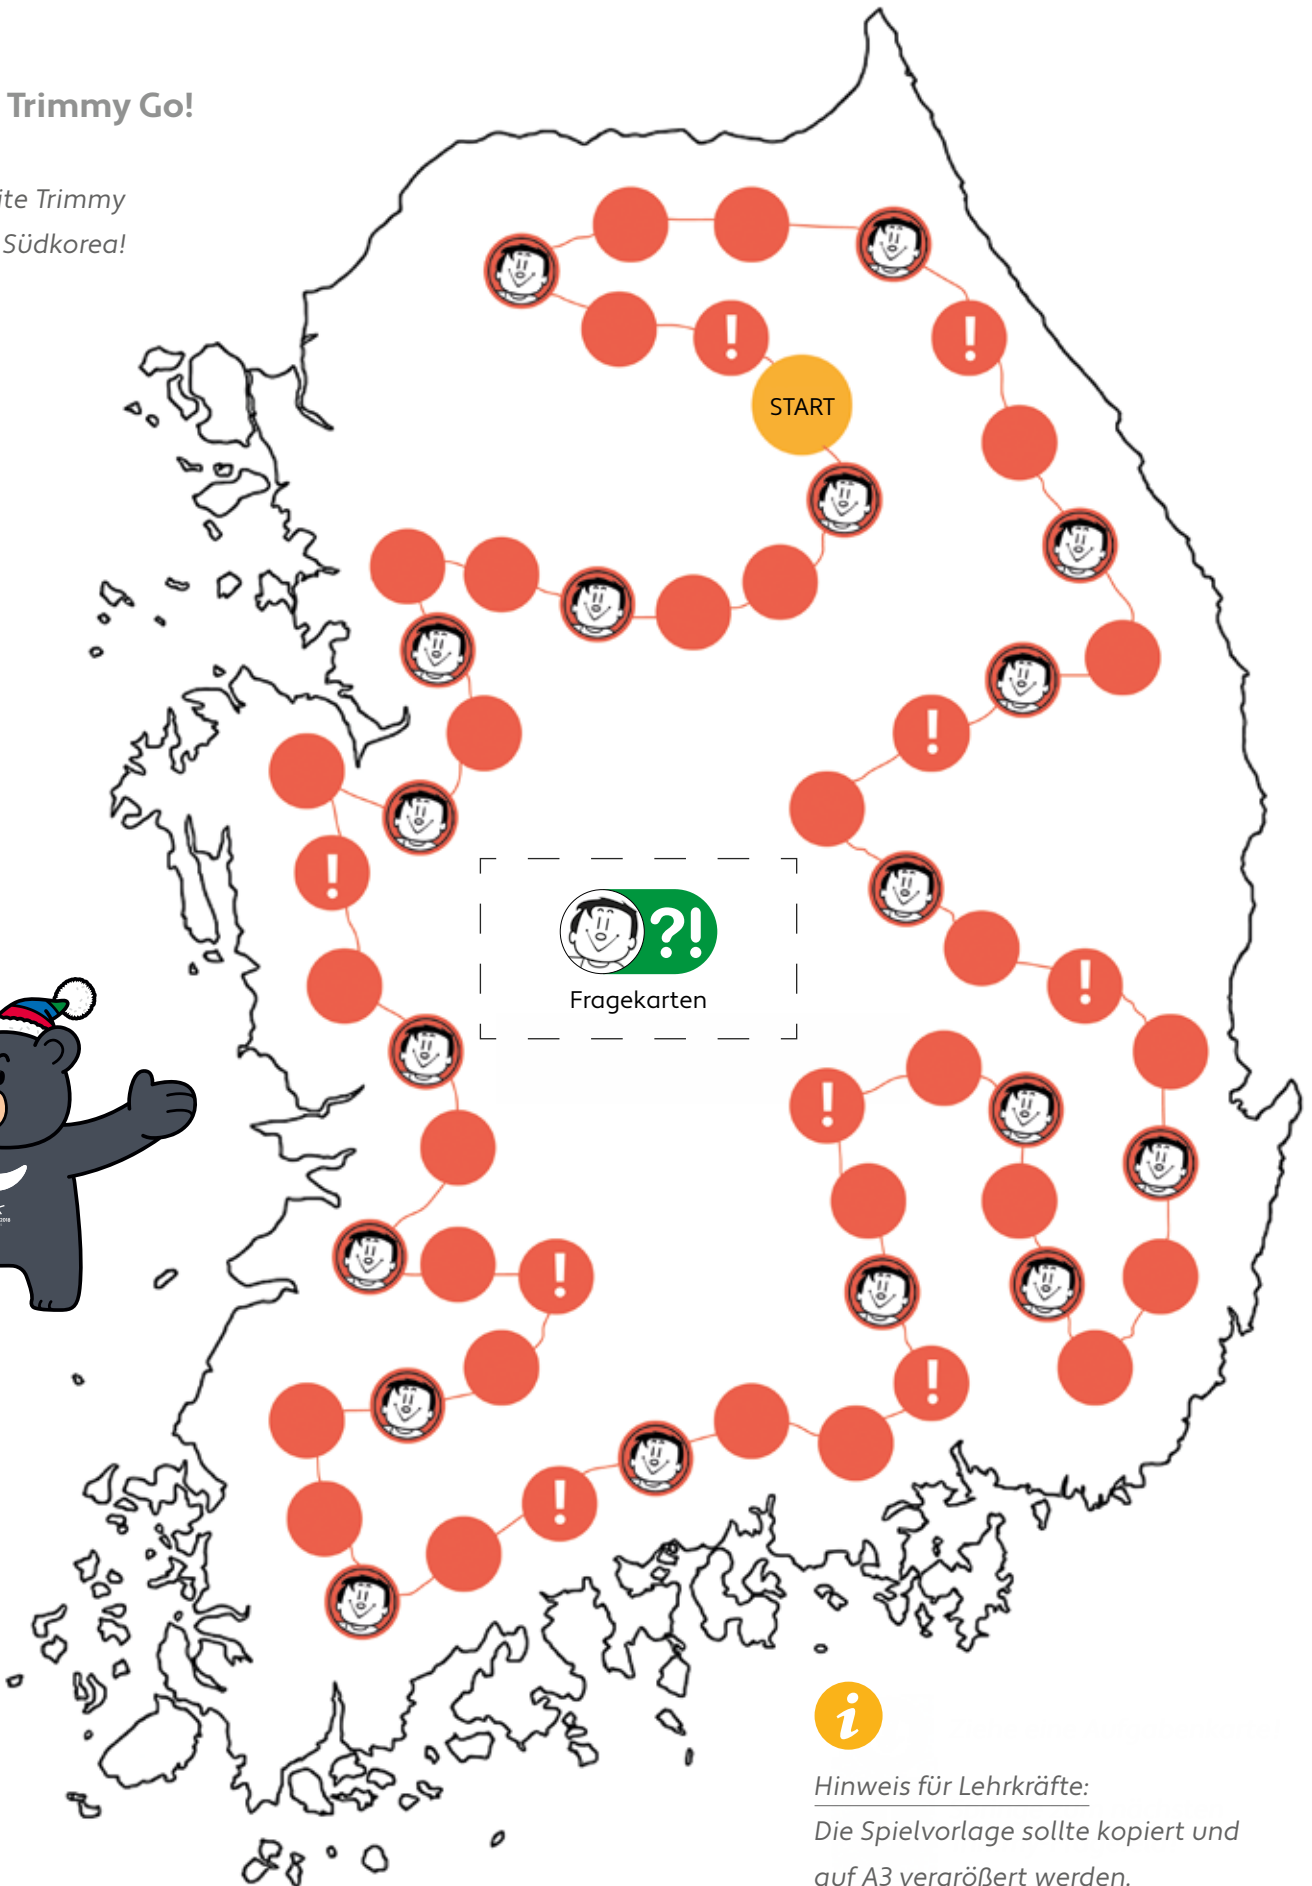 Trimmy Go!
ite Trimmy
Südkorea!
!
!
START
!
!
?!
Fragekarten
!
!
!
!
!
i
Hinweis für Lehrkräfte:
Die Spielvorlage sollte kopiert und
auf A3 vergrößert werden.